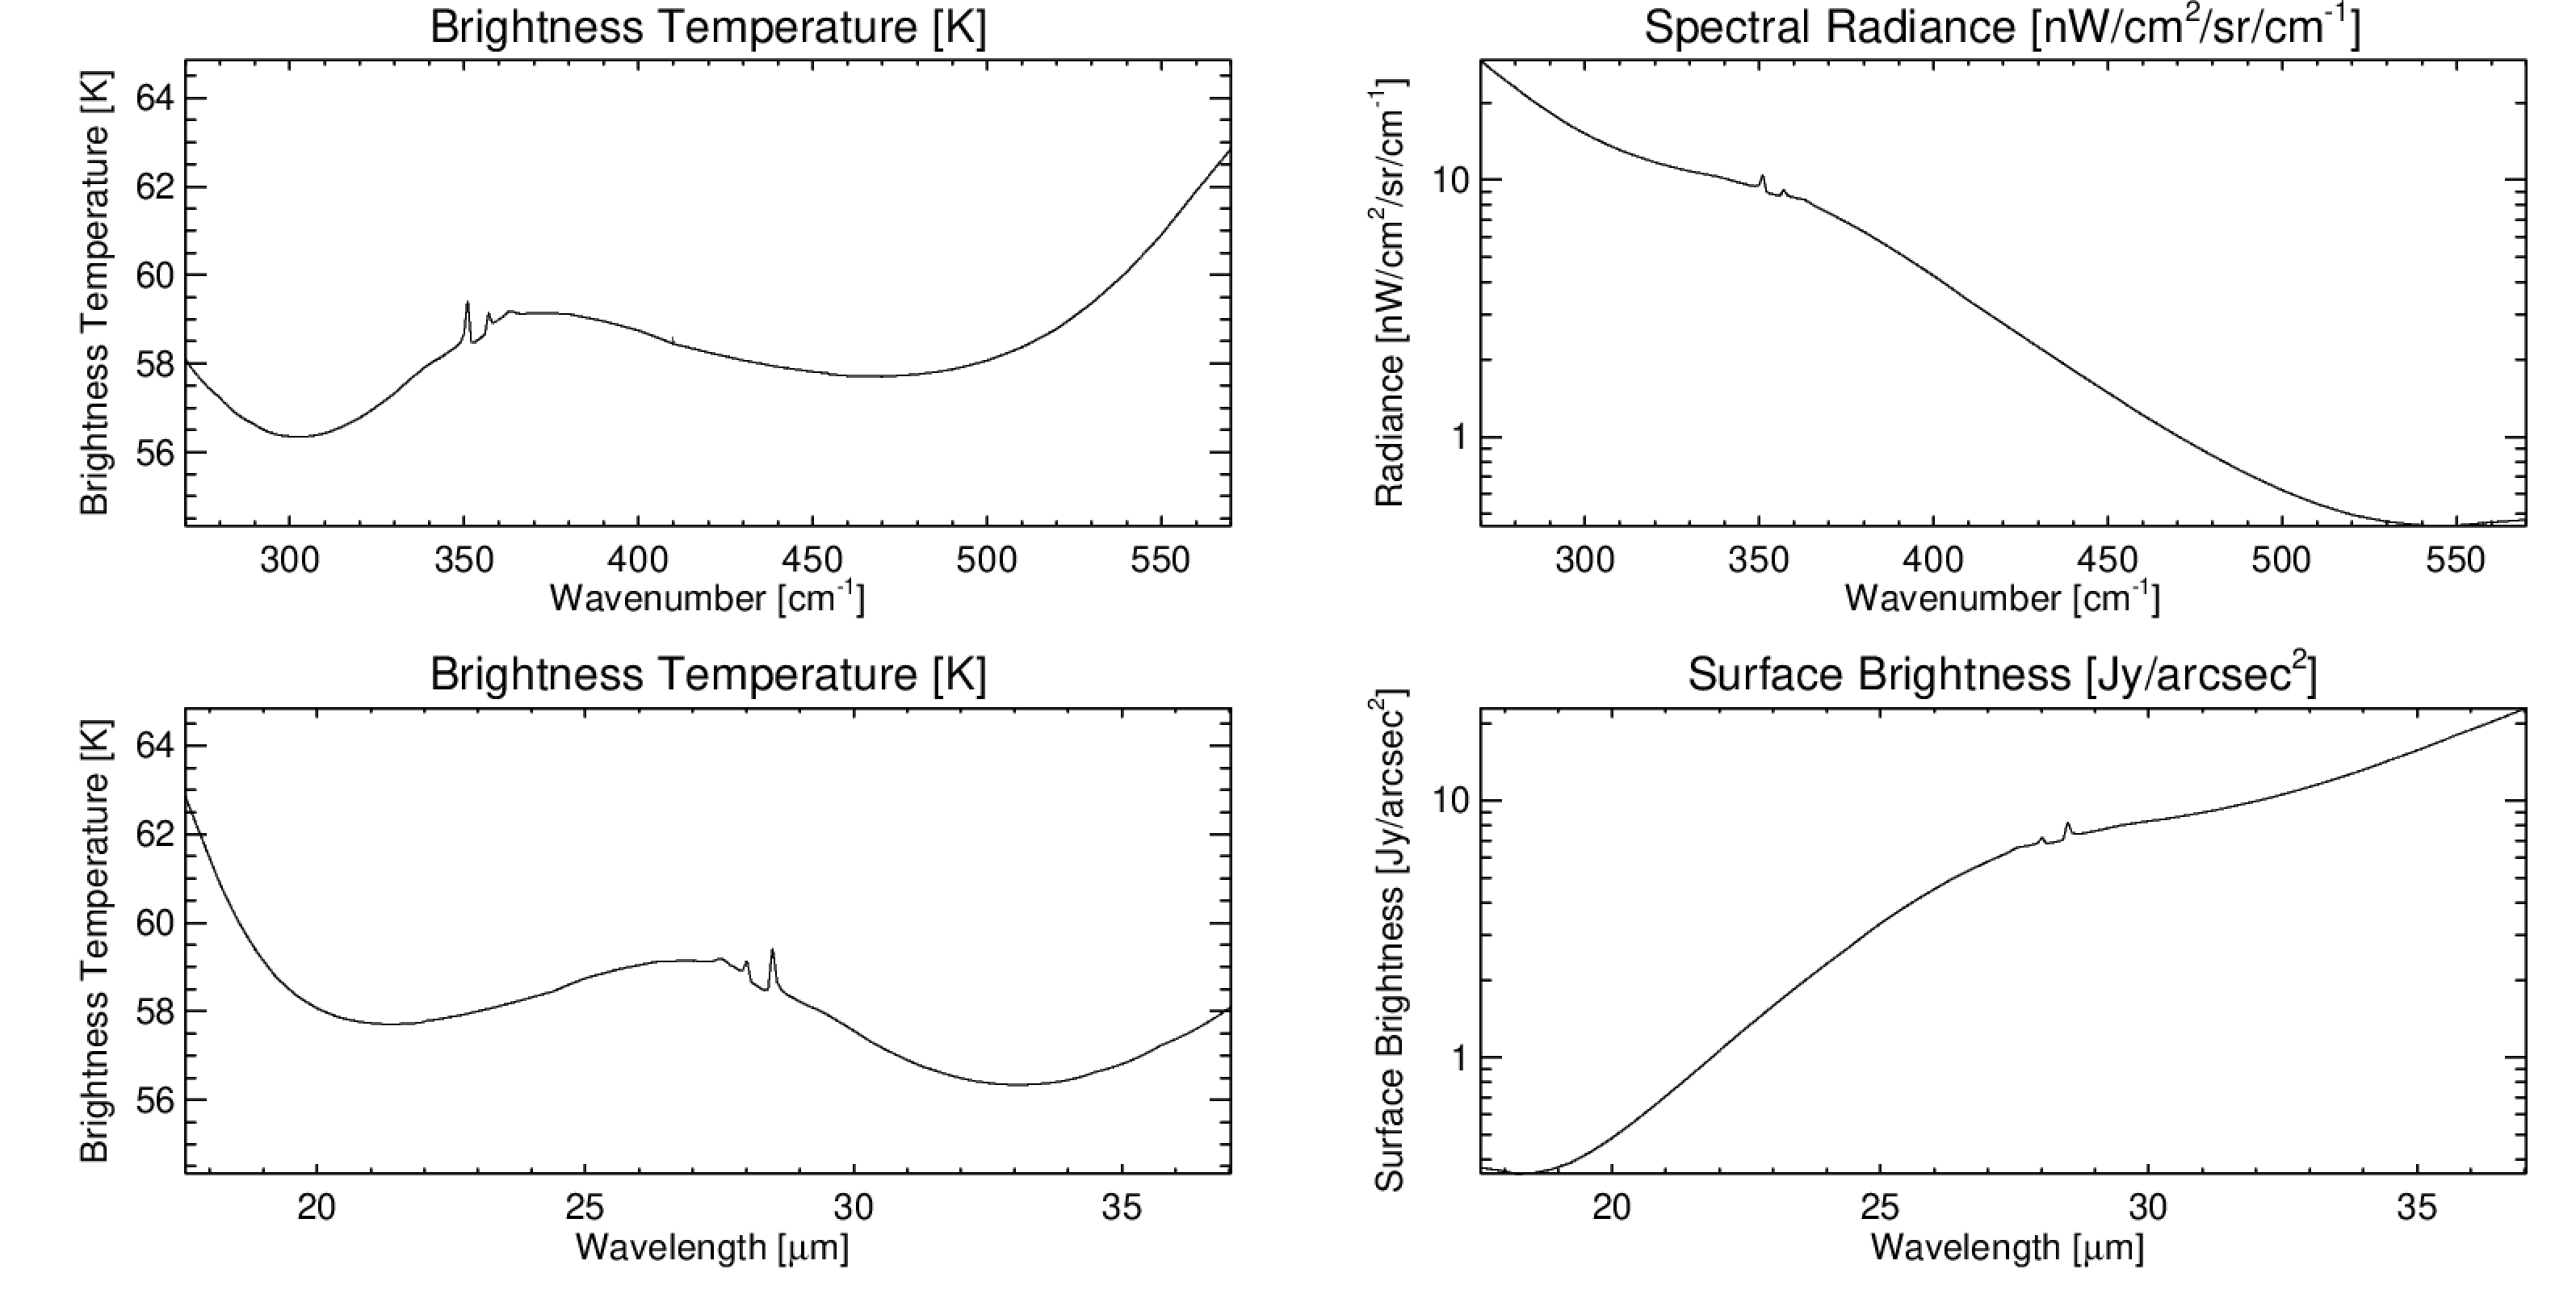 Brightness Temperature [K]
Brightness Temperature [K]
64
62
60
58
56
300 350 400 450 500 550
Wavenumber [cm⁻¹]
Spectral Radiance [nW/cm²/sr/cm⁻¹]
Radiance [nW/cm²/sr/cm⁻¹]
10
1
300 350 400 450 500 550
Wavenumber [cm⁻¹]
Brightness Temperature [K]
Brightness Temperature [K]
64
62
60
58
56
20 25 30 35
Wavelength [μm]
Surface Brightness [Jy/arcsec²]
Surface Brightness [Jy/arcsec²]
10
1
20 25 30 35
Wavelength [μm]